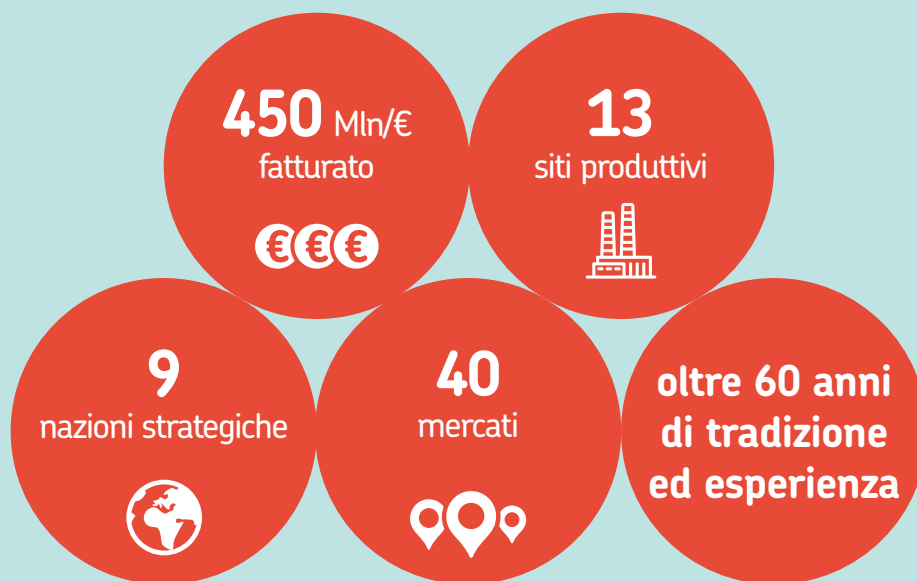 450 Mln/€
fatturato
€€€
13
siti produttivi
9
nazioni strategiche
40
mercati
oltre 60 anni
di tradizione
ed esperienza